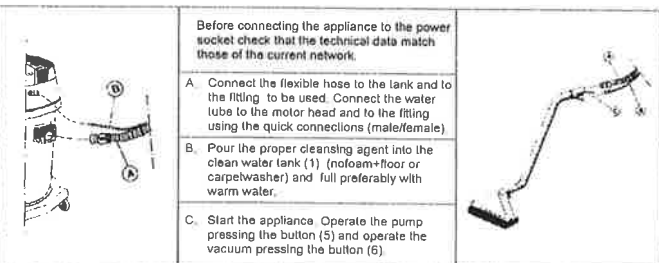 Before connecting the appliance to the power
socket check that the technical data match
those of the current network.
A. Connect the flexible hose to the tank and to
the fitting to be used. Connect the water
tube to the motor head and to the fitting
using the quick connections (male/female)
B. Pour the proper cleansing agent into the
clean water tank (1) (nofoam+floor or
carpetwasher) and full preferably with
warm water.
C. Start the appliance. Operate the pump
pressing the button (5) and operate the
vacuum pressing the button (6).
B
A